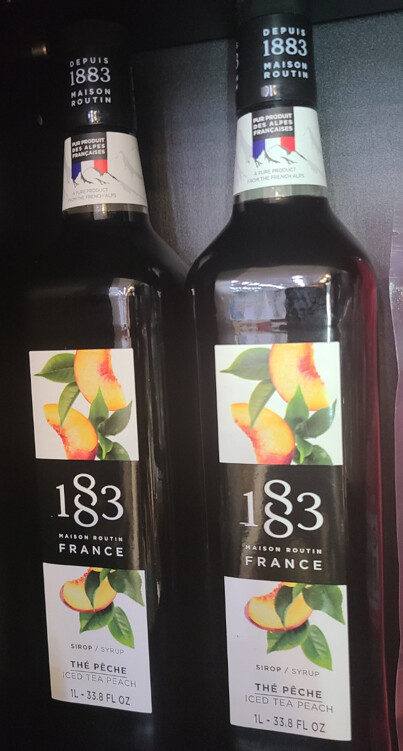 DEPUIS
1883
MAISON
ROUTIN
PUR PRODUIT
DES ALPES
FRANÇAISES
A PURE PRODUCT
FROM THE FRENCH ALPS
1883
MAISON ROUTIN
FRANCE
SIROP / SYRUP
THÉ PÊCHE
ICED TEA PEACH
1L - 33.8 FL OZ
DEPUIS
1883
MAISON
ROUTIN
PUR PRODUIT
DES ALPES
FRANÇAISES
A PURE PRODUCT
FROM THE FRENCH ALPS
1883
MAISON ROUTIN
FRANCE
SIROP / SYRUP
THÉ PÊCHE
ICED TEA PEACH
1L - 33.8 FL OZ